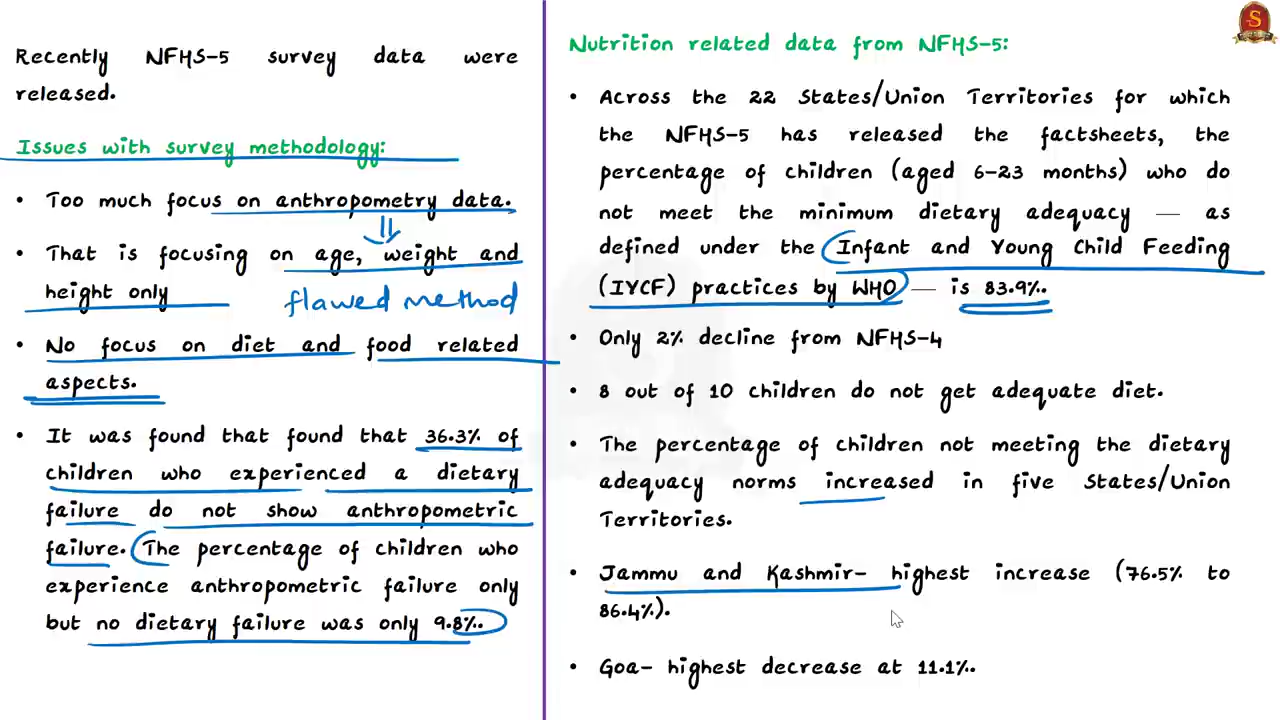 Recently NFHS-5 survey data were
released.
Issues with survey methodology:
• Too much focus on anthropometry data.
• That is focusing on age, weight and
height only
flawed method
• No focus on diet and food related
aspects.
• It was found that found that 36.3% of
children who experienced a dietary
failure do not show anthropometric
failure. The percentage of children who
experience anthropometric failure only
but no dietary failure was only 9.8%.
Nutrition related data from NFHS-5:
• Across the 22 States/Union Territories for which
the NFHS-5 has released the factsheets, the
percentage of children (aged 6-23 months) who do
not meet the minimum dietary adequacy — as
defined under the Infant and Young Child Feeding
(IYCF) practices by WHO — is 83.9%.
• Only 2% decline from NFHS-4
• 8 out of 10 children do not get adequate diet.
• The percentage of children not meeting the dietary
adequacy norms increased in five States/Union
Territories.
• Jammu and Kashmir- highest increase (76.5% to
86.4%).
• Goa- highest decrease at 11.1%.